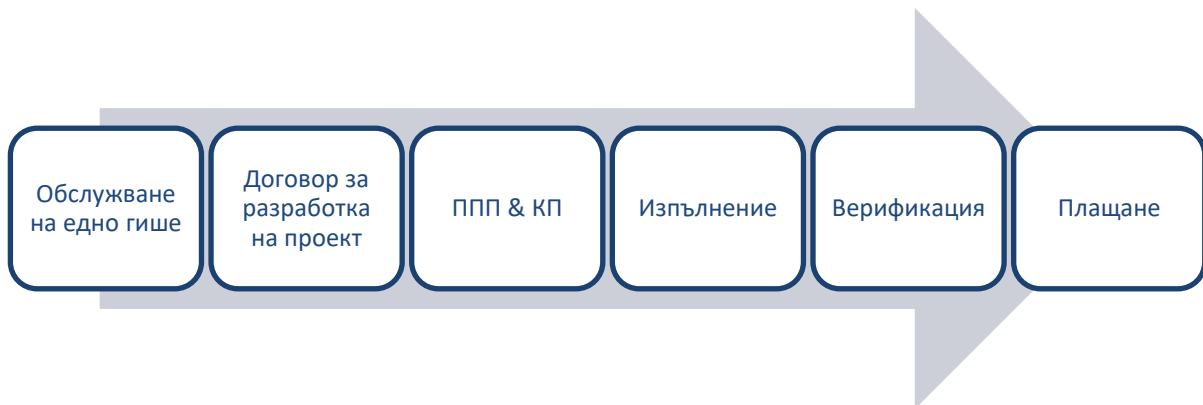 Обслужване
на едно гише
Договор за
разработка
на проект
ППП & КП
Изпълнение
Верификация
Плащане